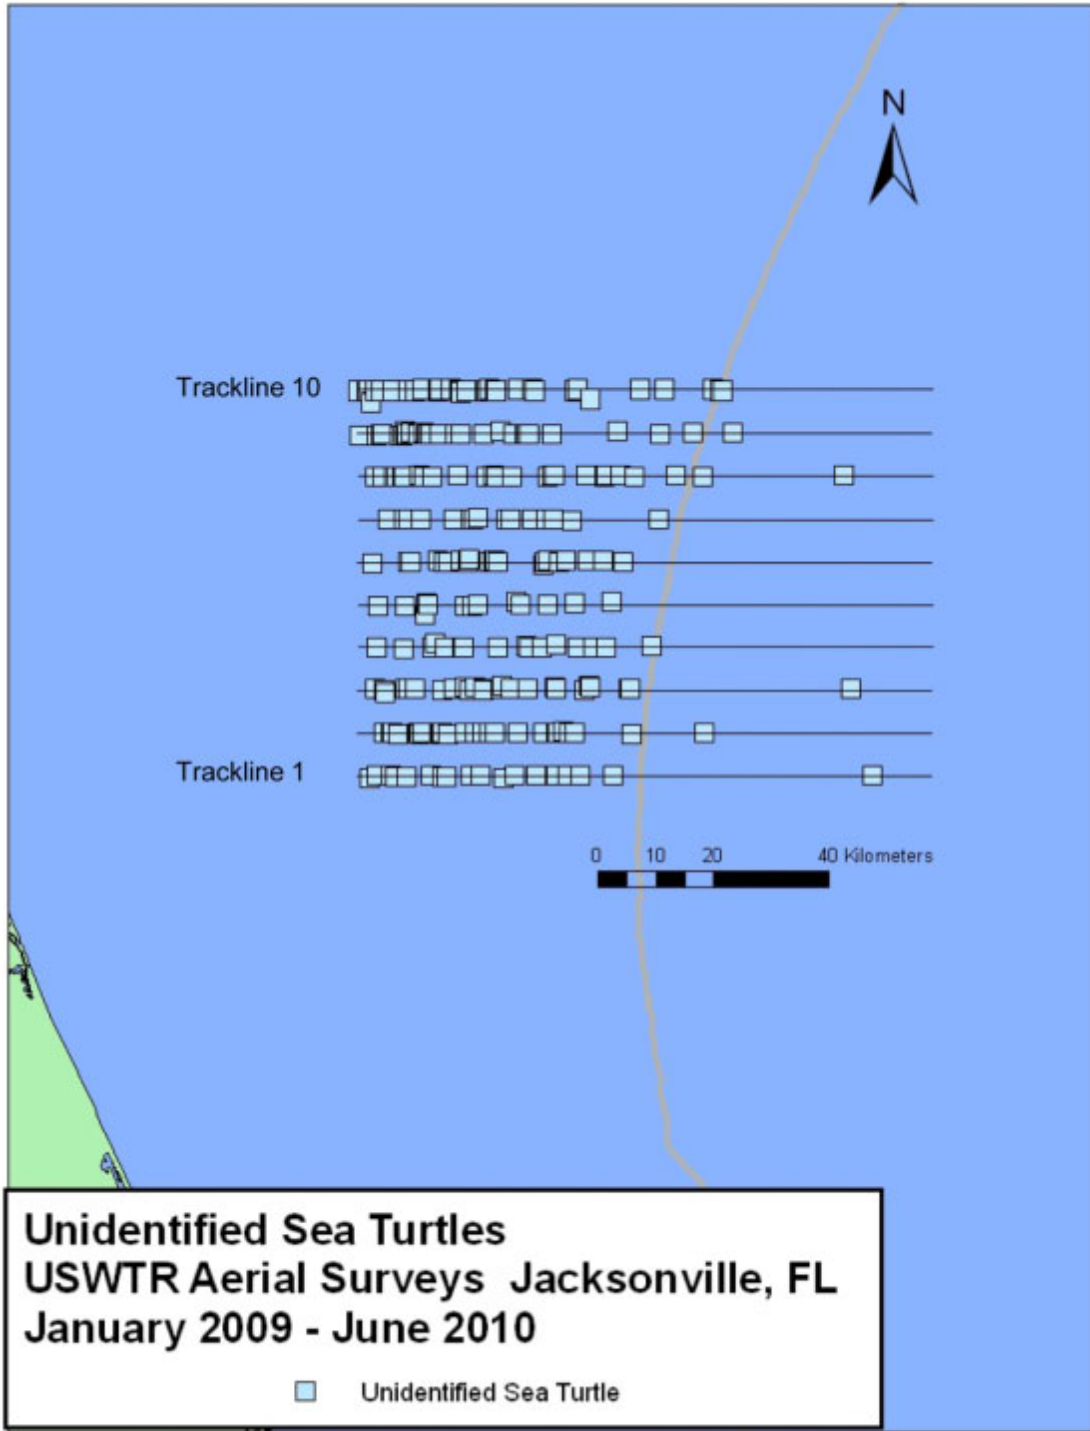 N
Trackline 10
Trackline 1
0 10 20 40 Kilometers
Unidentified Sea Turtles
USWTR Aerial Surveys Jacksonville, FL
January 2009 - June 2010
Unidentified Sea Turtle